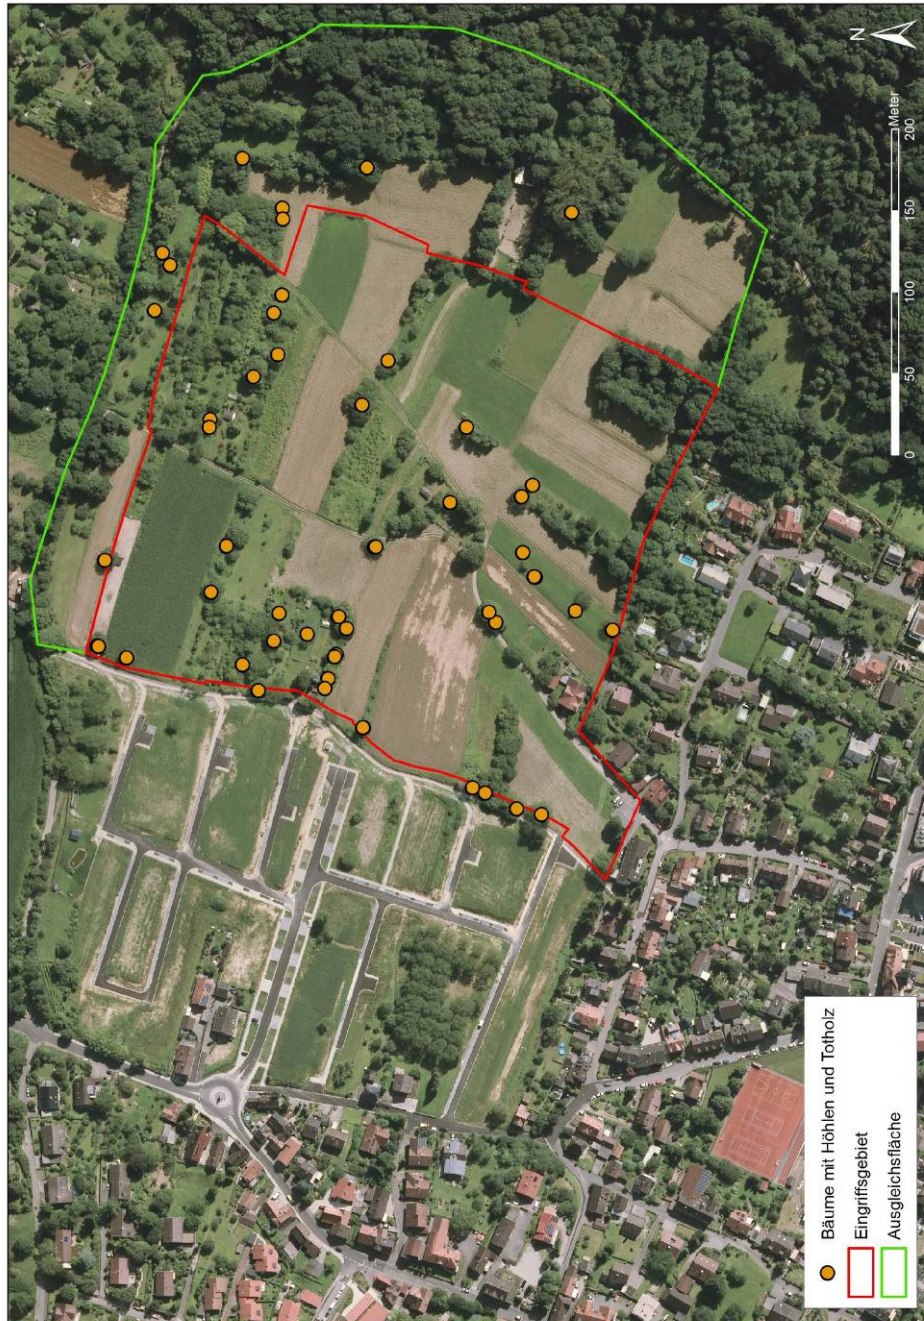 N
Meter
0 50 100 150 200
Bäume mit Höhlen und Totholz
Eingriffsgebiet
Ausgleichsfläche